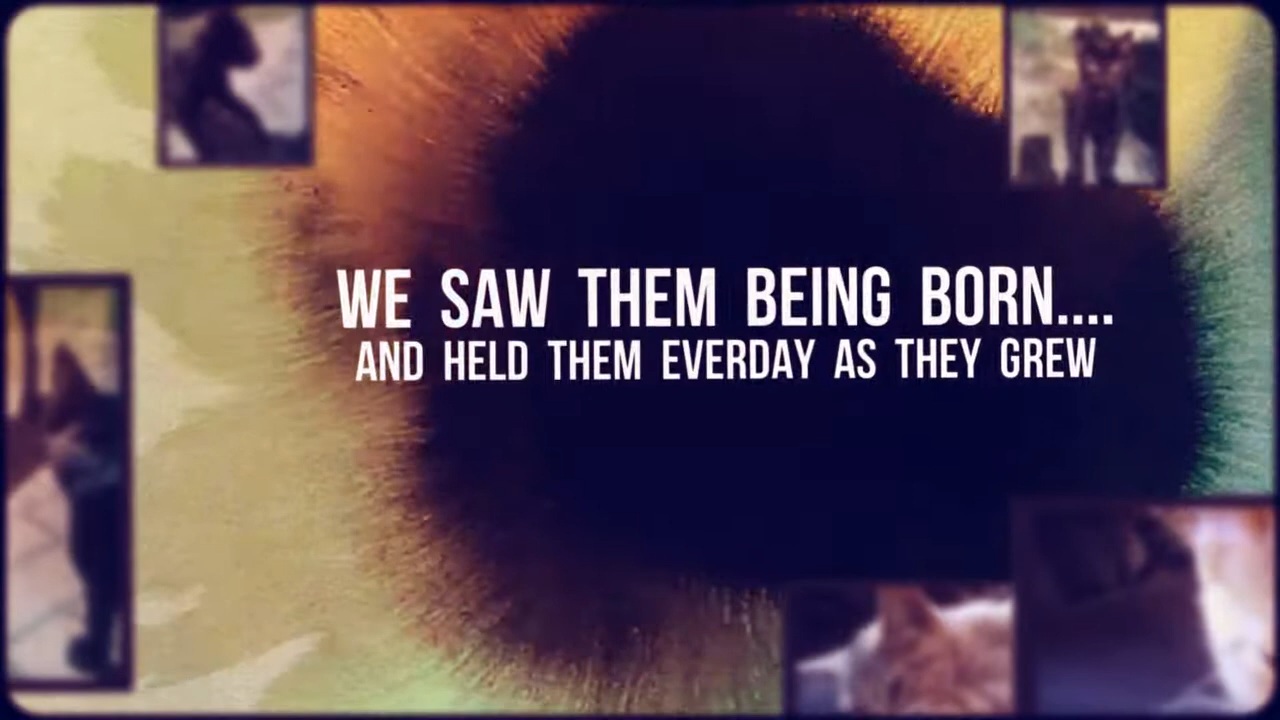 WE SAW THEM BEING BORN....
AND HELD THEM EVERDAY AS THEY GREW